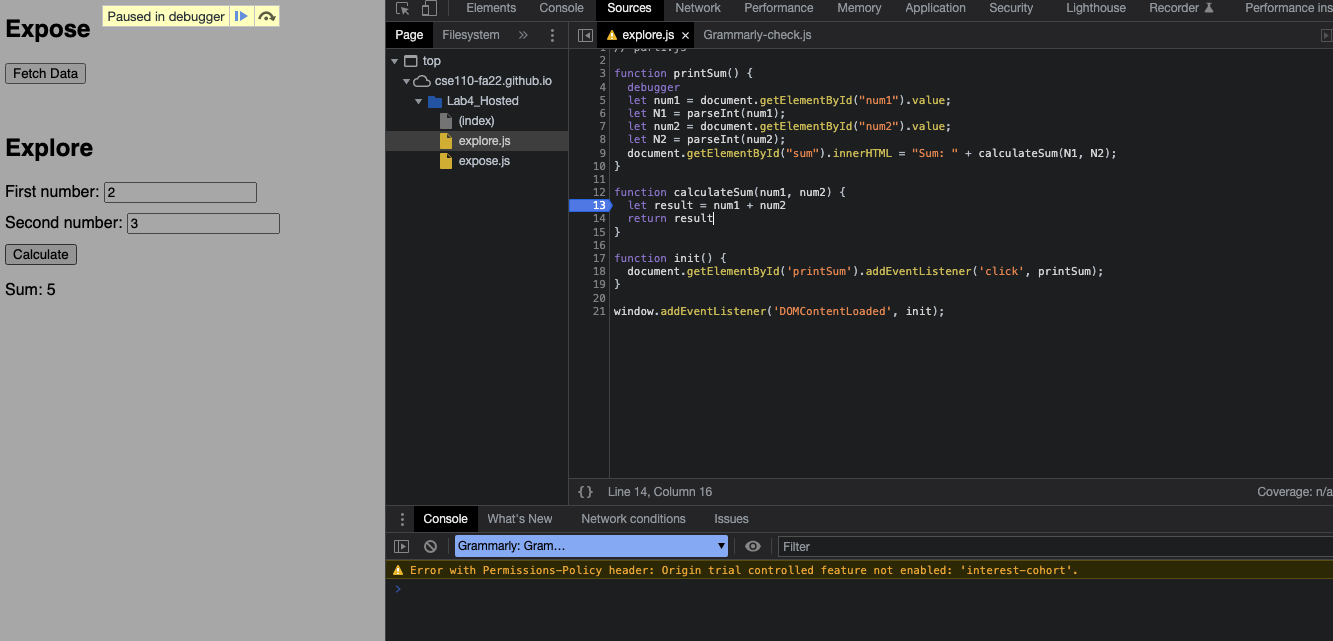 Paused in debugger
Expose
Fetch Data
Explore
First number: 2
Second number: 3
Calculate
Sum: 5
Elements Console Sources Network Performance Memory Application Security Lighthouse Recorder Performance ins
Page Filesystem »
explore.js × Grammarly-check.js
top
cse110-fa22.github.io
Lab4_Hosted
(index)
explore.js
expose.js
2
3 function printSum() {
4 debugger
5 let num1 = document.getElementById("num1").value;
6 let N1 = parseInt(num1);
7 let num2 = document.getElementById("num2").value;
8 let N2 = parseInt(num2);
9 document.getElementById("sum").innerHTML = "Sum: " + calculateSum(N1, N2);
10 }
11
12 function calculateSum(num1, num2) {
13 let result = num1 + num2
14 return result
15 }
16
17 function init() {
18 document.getElementById('printSum').addEventListener('click', printSum);
19 }
20
21 window.addEventListener('DOMContentLoaded', init);
{} Line 14, Column 16 Coverage: n/a
Console What's New Network conditions Issues
Grammarly: Gram… Filter
Error with Permissions-Policy header: Origin trial controlled feature not enabled: 'interest-cohort'.